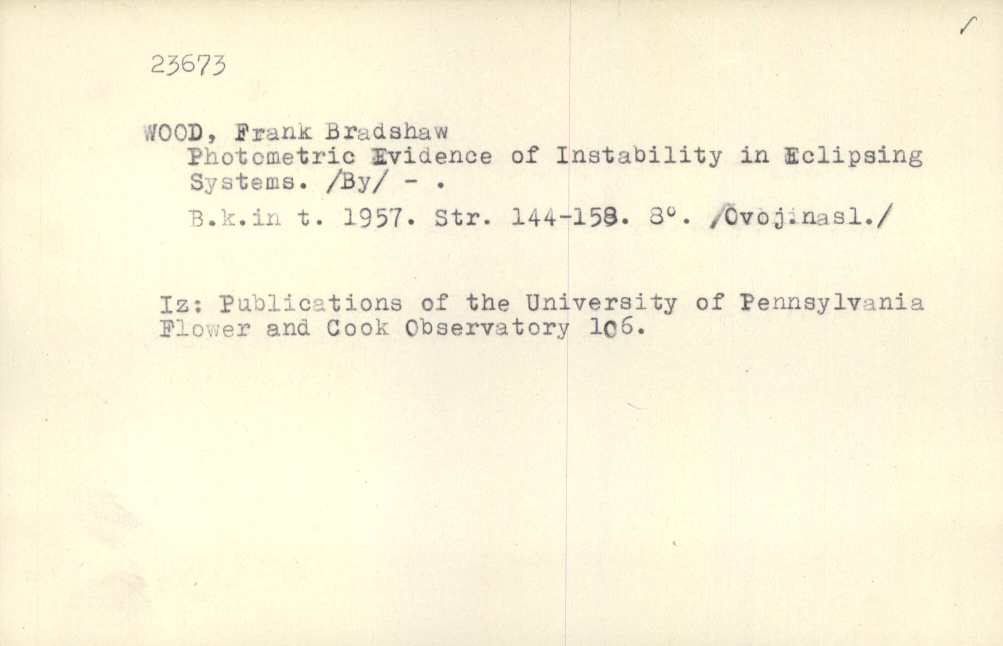 23673
WOOD, Frank Bradshaw
Photometric Evidence of Instability in Eclipsing
Systems. /By/ - .
B.k.in t. 1957. Str. 144-158. 8°. /Ovoj.nasl./
Iz: Publications of the University of Pennsylvania
Flower and Cook Observatory 106.